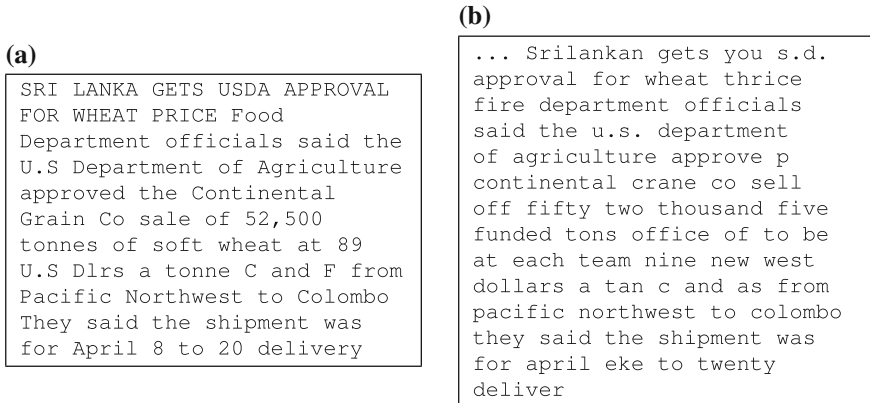 (a)
SRI LANKA GETS USDA APPROVAL
FOR WHEAT PRICE Food
Department officials said the
U.S Department of Agriculture
approved the Continental
Grain Co sale of 52,500
tonnes of soft wheat at 89
U.S Dlrs a tonne C and F from
Pacific Northwest to Colombo
They said the shipment was
for April 8 to 20 delivery
(b)
... Srilankan gets you s.d.
approval for wheat thrice
fire department officials
said the u.s. department
of agriculture approve p
continental crane co sell
off fifty two thousand five
funded tons office of to be
at each team nine new west
dollars a tan c and as from
pacific northwest to colombo
they said the shipment was
for april eke to twenty
deliver